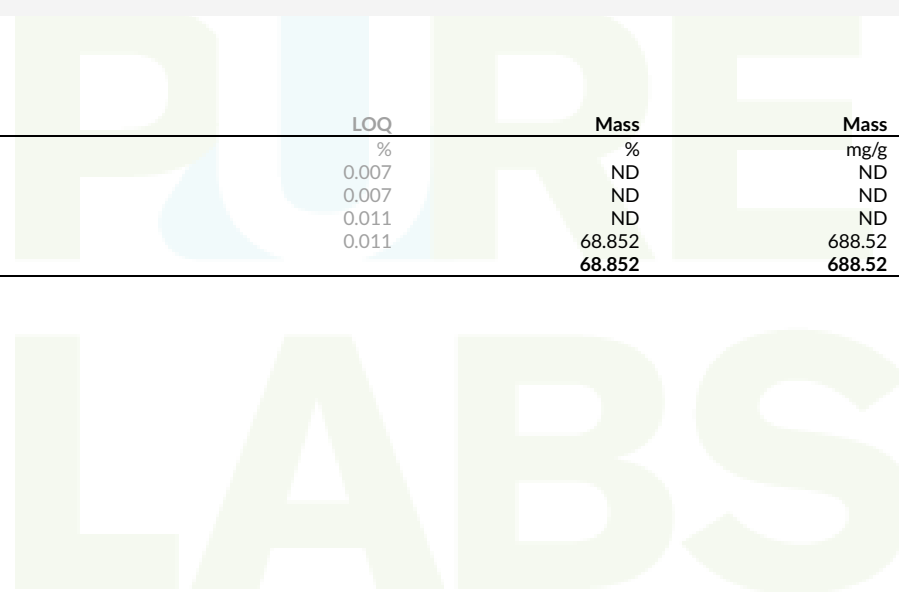 LOQ Mass Mass
% % mg/g
0.007 ND ND
0.007 ND ND
0.011 ND ND
0.011 68.852 688.52
68.852 688.52
PURE
LABS